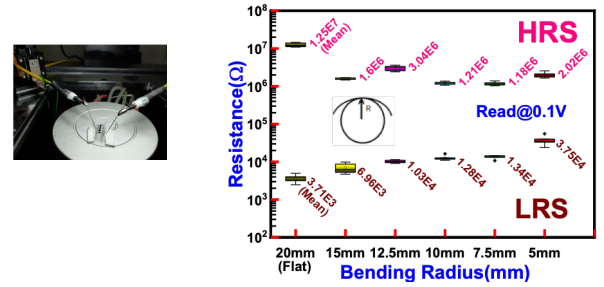 10^8
10^7
10^6
10^5
10^4
10^3
10^2
Resistance(Ω)
HRS
1.25E7
(Mean)
1.6E6
3.04E6
1.21E6
1.18E6
2.02E6
R
Read@0.1V
3.71E3
(Mean)
6.96E3
1.03E4
1.28E4
1.34E4
3.75E4
LRS
20mm 15mm 12.5mm 10mm 7.5mm 5mm
(Flat)
Bending Radius(mm)